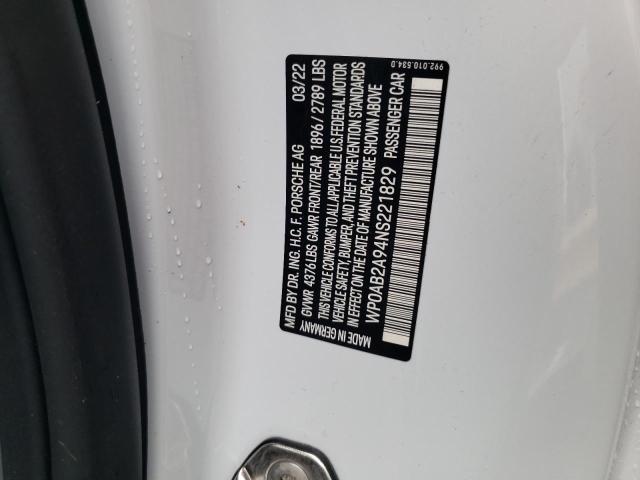 992.010.534.0
MFD BY DR. ING. H.C. F. PORSCHE AG 03/22
GVWR 4376 LBS GAWR FRONT/REAR 1896/2789 LBS
THIS VEHICLE CONFORMS TO ALL APPLICABLE U.S. FEDERAL MOTOR
VEHICLE SAFETY, BUMPER, AND THEFT PREVENTION STANDARDS
IN EFFECT ON THE DATE OF MANUFACTURE SHOWN ABOVE
WP0AB2A94NS221829 PASSENGER CAR
MADE IN GERMANY